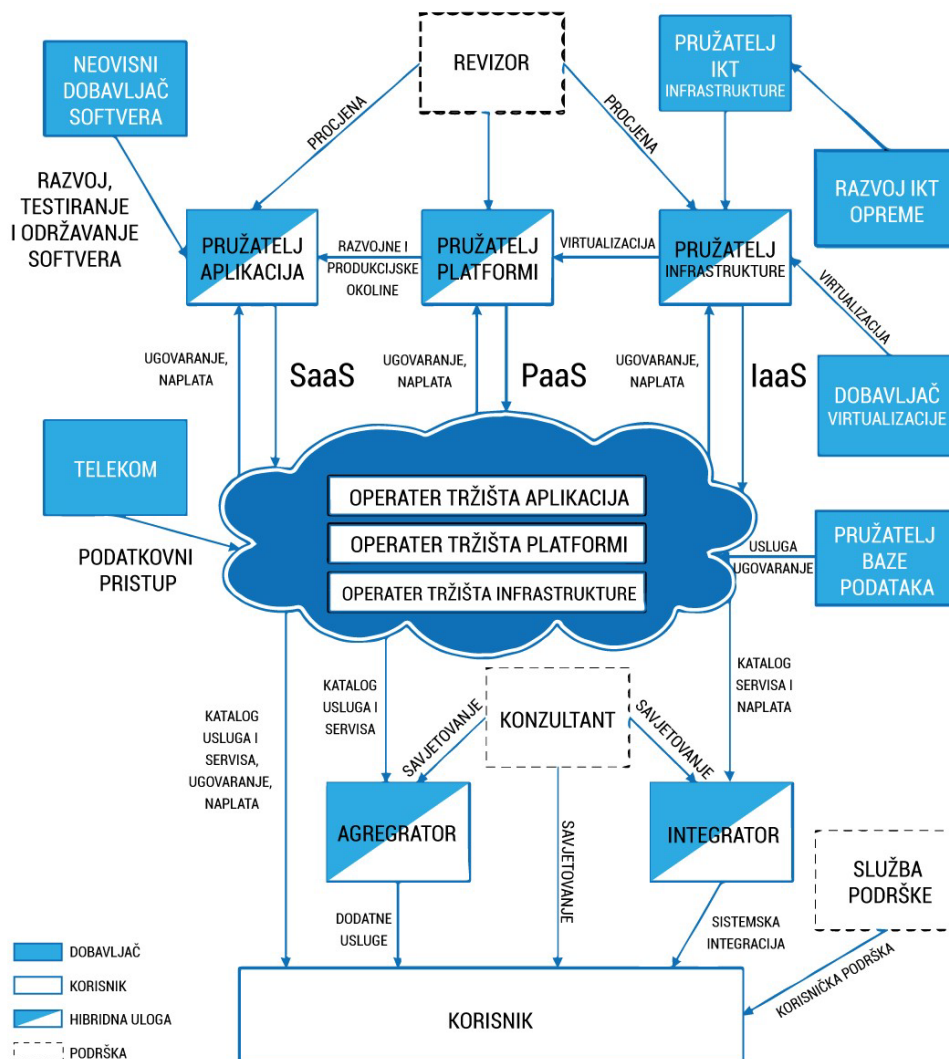 NEOVISNI
DOBAVLJAČ
SOFTVERA
REVIZOR
PRUŽATELJ
IKT
INFRASTRUKTURE
PROCJENA
PROCJENA
RAZVOJ IKT
OPREME
RAZVOJ,
TESTIRANJE
I ODRŽAVANJE
SOFTVERA
PRUŽATELJ
APLIKACIJA
RAZVOJNE I
PRODUKCIJSKE
OKOLINE
PRUŽATELJ
PLATFORMI
VIRTUALIZACIJA
PRUŽATELJ
INFRASTRUKTURE
VIRTUALIZACIJA
UGOVARANJE,
NAPLATA
SaaS
UGOVARANJE,
NAPLATA
PaaS
UGOVARANJE,
NAPLATA
IaaS
DOBAVLJAČ
VIRTUALIZACIJE
TELEKOM
PODATKOVNI
PRISTUP
OPERATER TRŽIŠTA APLIKACIJA
OPERATER TRŽIŠTA PLATFORMI
OPERATER TRŽIŠTA INFRASTRUKTURE
USLUGA
UGOVARANJE
PRUŽATELJ
BAZE
PODATAKA
KATALOG
USLUGA I
SERVISA,
UGOVARANJE,
NAPLATA
KATALOG
USLUGA I
SERVISA
SAVJETOVANJE
KONZULTANT
SAVJETOVANJE
KATALOG
SERVISA I
NAPLATA
AGREGRATOR
SAVJETOVANJE
INTEGRATOR
SLUŽBA
PODRŠKE
DODATNE
USLUGE
SISTEMSKA
INTEGRACIJA
KORISNIČKA PODRŠKA
KORISNIK
DOBAVLJAČ
KORISNIK
HIBRIDNA ULOGA
PODRŠKA